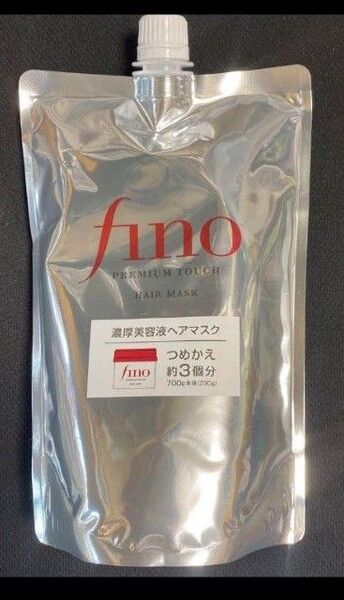 fino
PREMIUM TOUCH
HAIR MASK
濃厚美容液ヘアマスク
fino
つめかえ
約3個分
700g本体(230g)